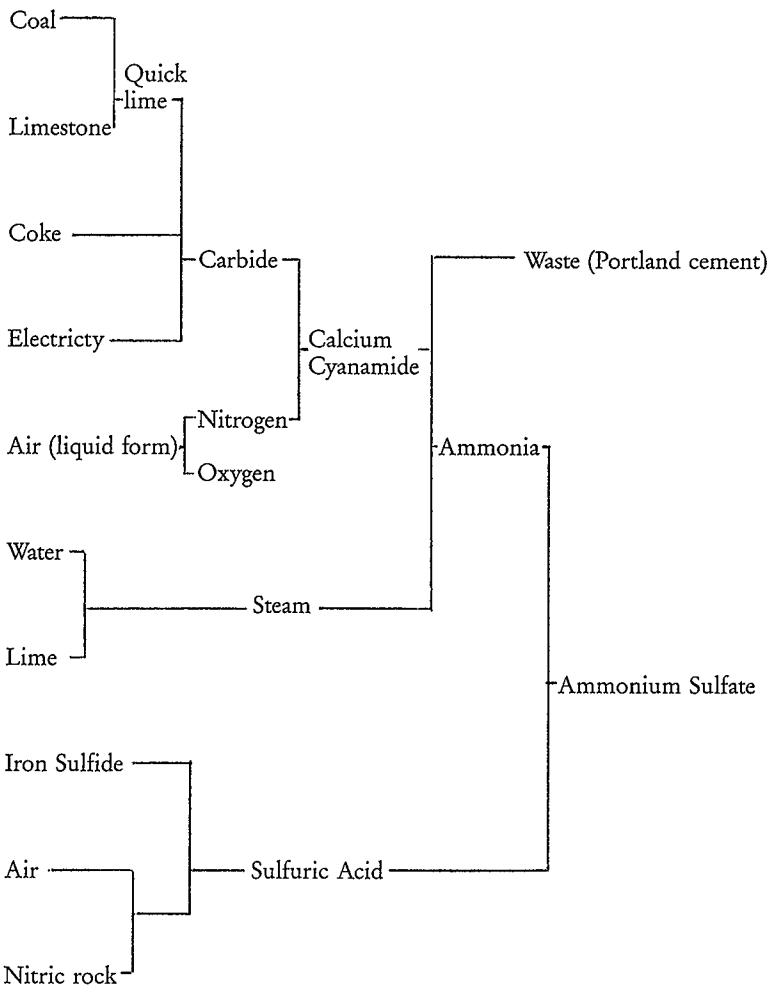 Coal
Quick
lime
Limestone
Coke
Carbide
Waste (Portland cement)
Electricty
Calcium
Cyanamide
Nitrogen
Air (liquid form)
Ammonia
Oxygen
Water
Steam
Lime
Ammonium Sulfate
Iron Sulfide
Air
Sulfuric Acid
Nitric rock